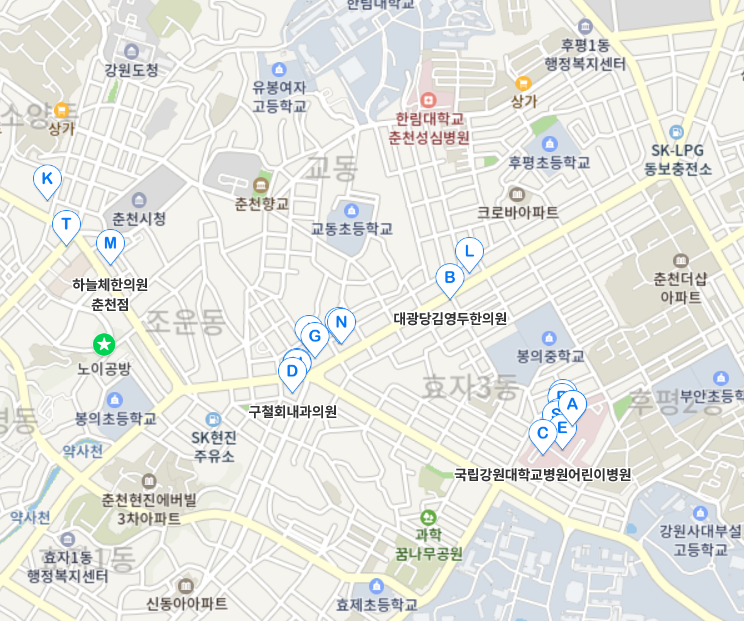 한림대학교
강원도청
후평1동
행정복지센터
유봉여자
고등학교
상가
소양동
상가
한림대학교
춘천성심병원
SK-LPG
동보충전소
후평초등학교
교동
K
춘천향교
춘천시청
크로바아파트
T
교동초등학교
M
L
B
하늘체한의원
춘천점
춘천더샵
아파트
조운동
N
G
대광당김영두한의원
노이공방
봉의중학교
D
효자3동
부안초등학교
후평2동
A
봉의초등학교
구철회내과의원
C
E
SK현진
주유소
약사천
국립강원대학교병원어린이병원
춘천현진에버빌
3차아파트
약사천
과학
꿈나무공원
강원사대부설
고등학교
효자1동
행정복지센터
신동아아파트
효제초등학교